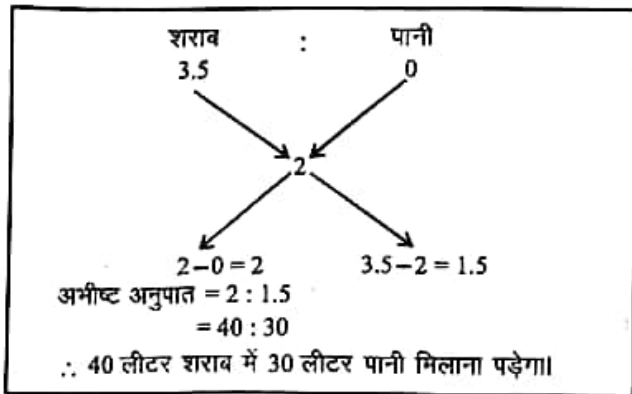 शराब : पानी
3.5 0
2
2−0 = 2 3.5−2 = 1.5
अभीष्ट अनुपात = 2 : 1.5
= 40 : 30
∴ 40 लीटर शराब में 30 लीटर पानी मिलाना पड़ेगा।